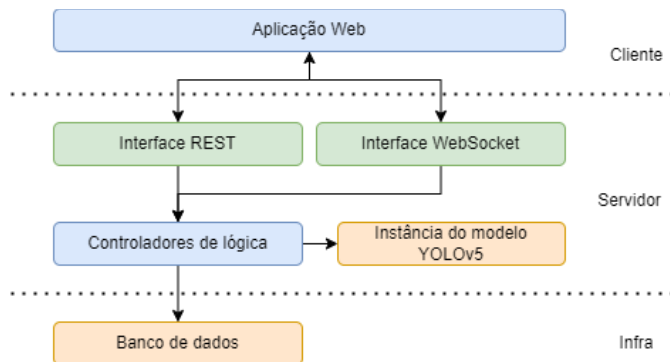 Aplicação Web
Cliente
Interface REST
Interface WebSocket
Servidor
Controladores de lógica
Instância do modelo
YOLOv5
Banco de dados
Infra